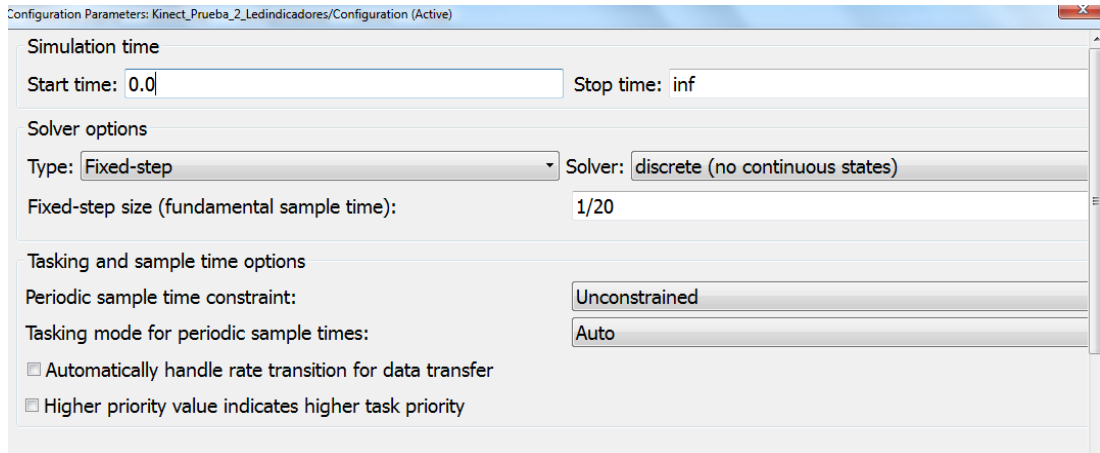 Configuration Parameters: Kinect_Prueba_2_Ledindicadores/Configuration (Active)
Simulation time
Start time: 0.0 Stop time: inf
Solver options
Type: Fixed-step Solver: discrete (no continuous states)
Fixed-step size (fundamental sample time): 1/20
Tasking and sample time options
Periodic sample time constraint: Unconstrained
Tasking mode for periodic sample times: Auto
Automatically handle rate transition for data transfer
Higher priority value indicates higher task priority